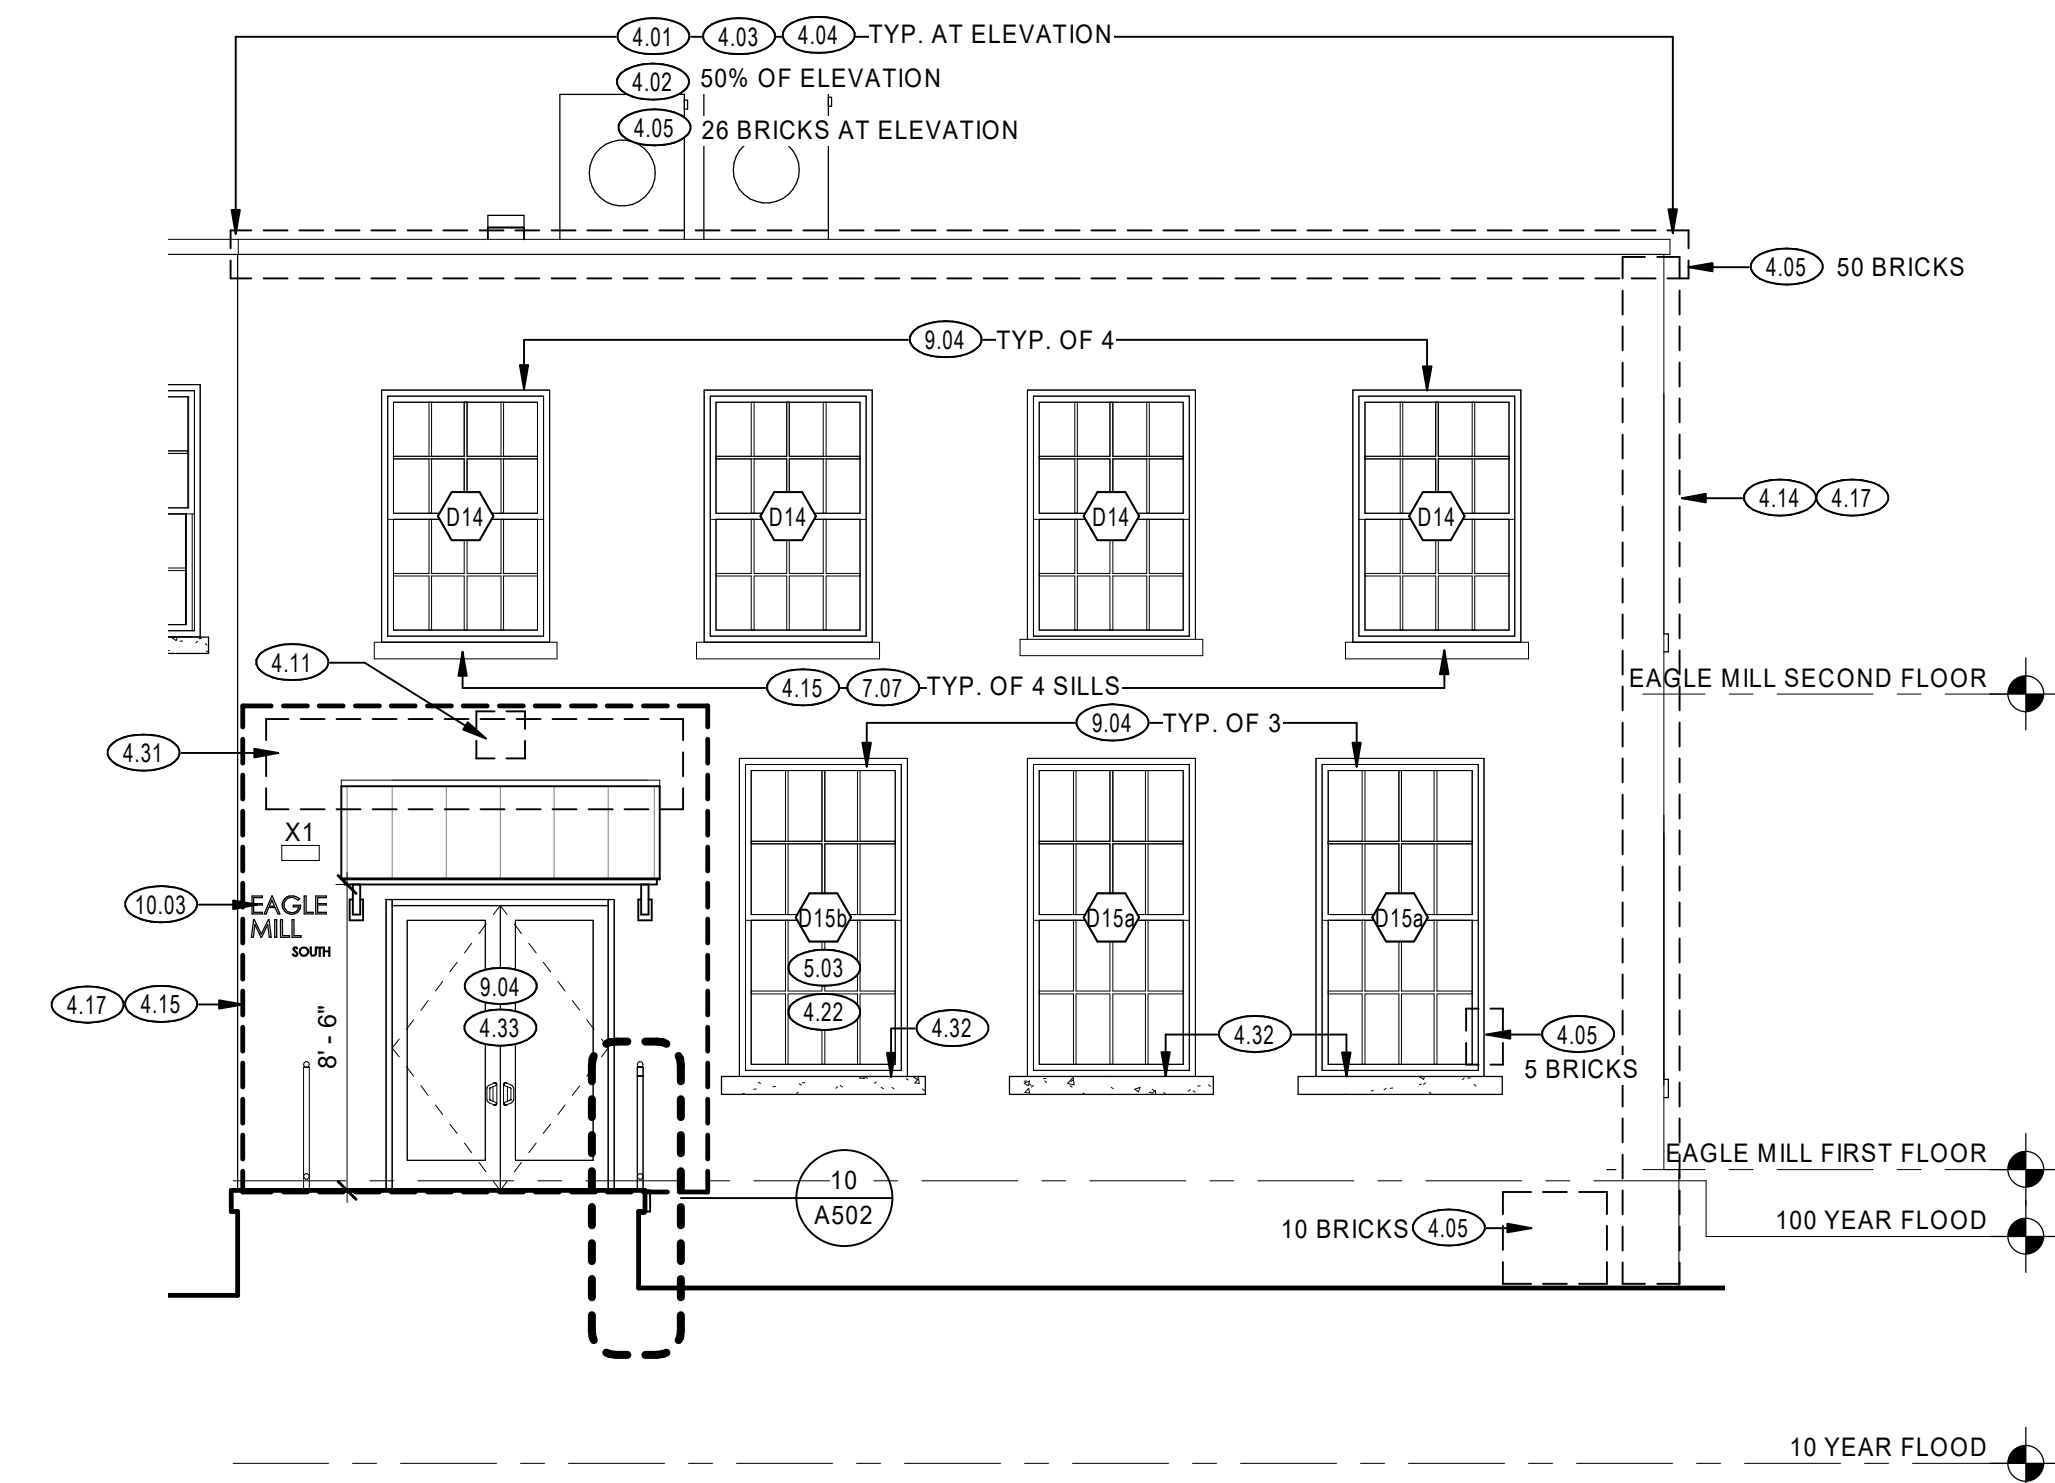 4.01 4.03 4.04 TYP. AT ELEVATION
4.02 50% OF ELEVATION
4.05 26 BRICKS AT ELEVATION
4.05 50 BRICKS
9.04 TYP. OF 4
4.14 4.17
D14 D14 D14 D14
4.11
4.15 7.07 TYP. OF 4 SILLS
EAGLE MILL SECOND FLOOR
9.04 TYP. OF 3
4.31
X1
10.03
EAGLE
MILL
SOUTH
D15b D15a D15a
5.03
9.04
4.22
4.17 4.15
4.33
4.32
4.32
4.05
5 BRICKS
8' - 6"
EAGLE MILL FIRST FLOOR
10
A502
100 YEAR FLOOD
10 BRICKS 4.05
10 YEAR FLOOD